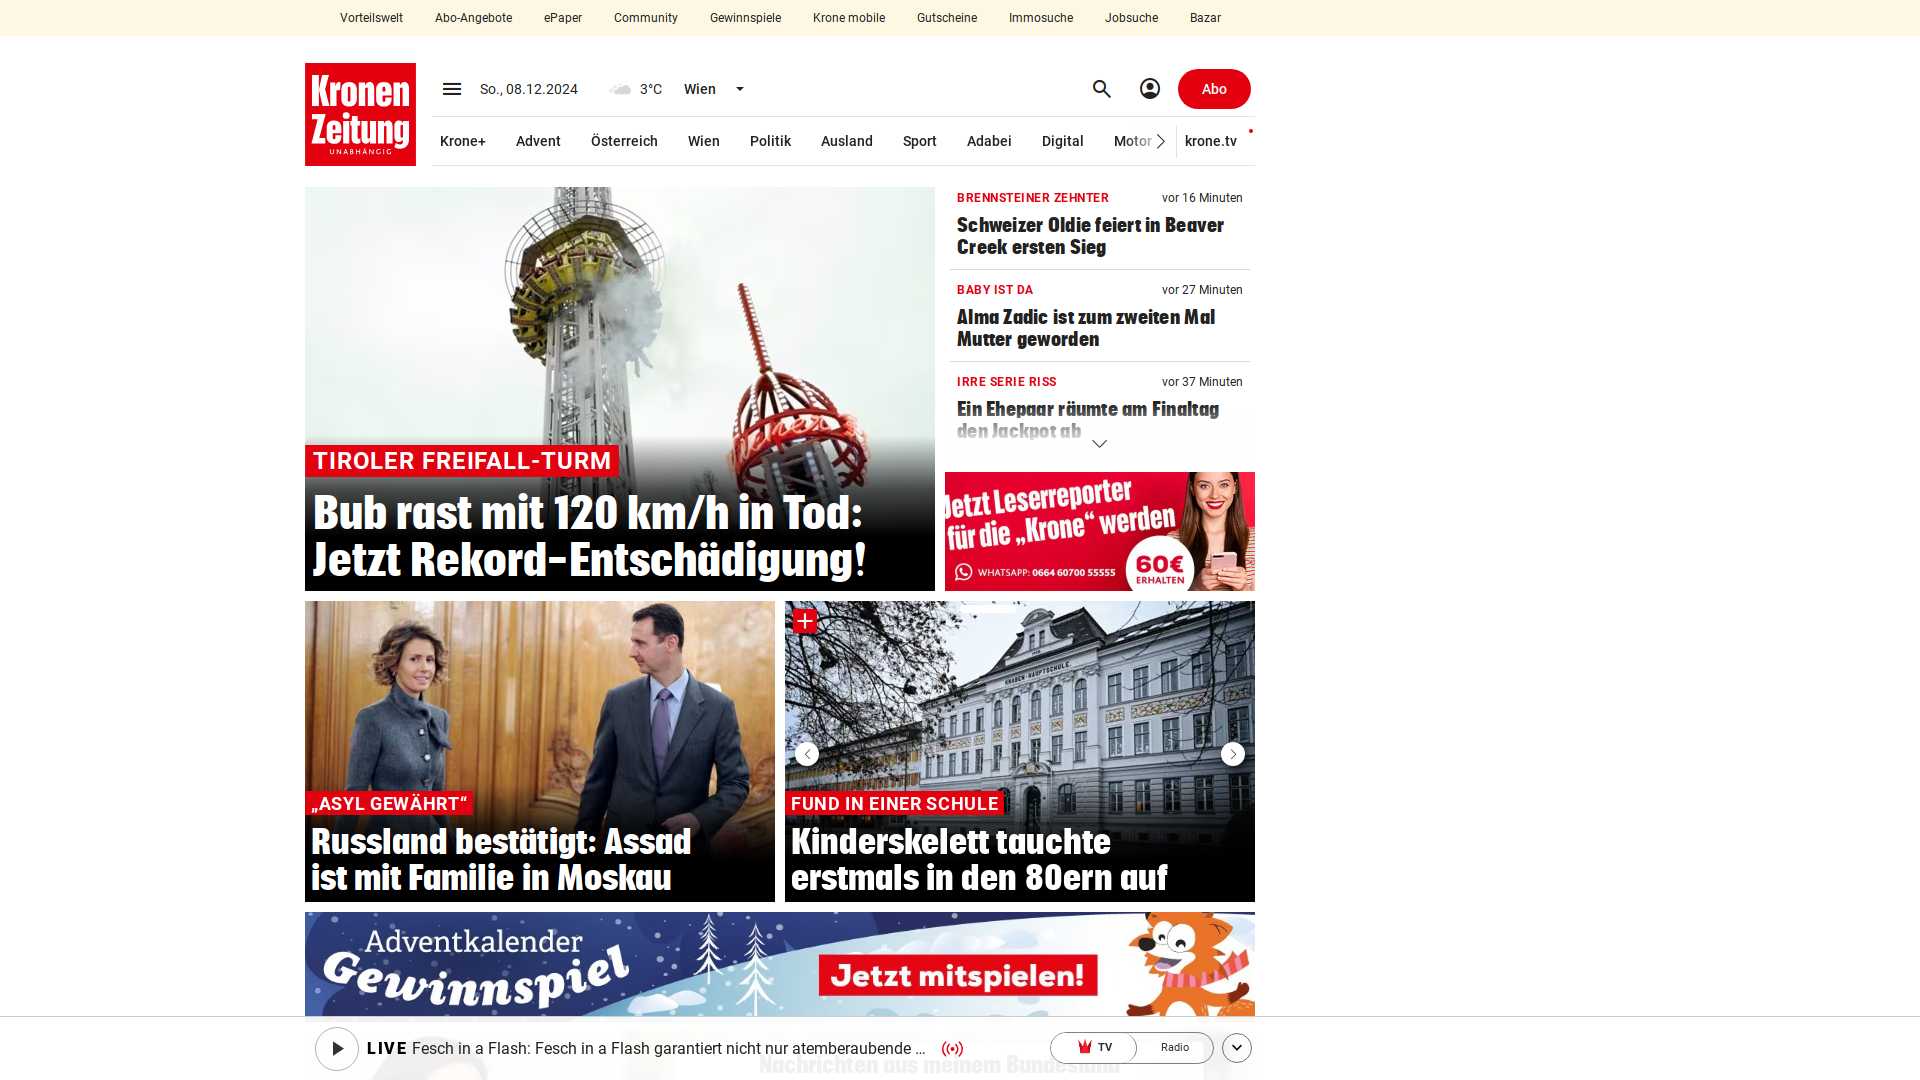 Vorteilswelt Abo-Angebote ePaper Community Gewinnspiele Krone mobile Gutscheine Immosuche Jobsuche Bazar
Kronen
Zeitung
UNABHÄNGIG
So., 08.12.2024 3°C Wien
Abo
Krone+ Advent Österreich Wien Politik Ausland Sport Adabei Digital Motor krone.tv
TIROLER FREIFALL-TURM
Bub rast mit 120 km/h in Tod:
Jetzt Rekord-Entschädigung!
BRENNSTEINER ZEHNTER vor 16 Minuten
Schweizer Oldie feiert in Beaver
Creek ersten Sieg
BABY IST DA vor 27 Minuten
Alma Zadic ist zum zweiten Mal
Mutter geworden
IRRE SERIE RISS vor 37 Minuten
Ein Ehepaar räumte am Finaltag
den Jackpot ab
Jetzt Leserreporter
für die „Krone“ werden
WHATSAPP: 0664 60700 55555
60€
ERHALTEN
„ASYL GEWÄHRT“
Russland bestätigt: Assad
ist mit Familie in Moskau
KNABEN-HAUPTSCHULE
FUND IN EINER SCHULE
Kinderskelett tauchte
erstmals in den 80ern auf
Adventkalender
Gewinnspiel
Jetzt mitspielen!
LIVE Fesch in a Flash: Fesch in a Flash garantiert nicht nur atemberaubende ...
TV Radio
Nachrichten aus meinem Bundesland